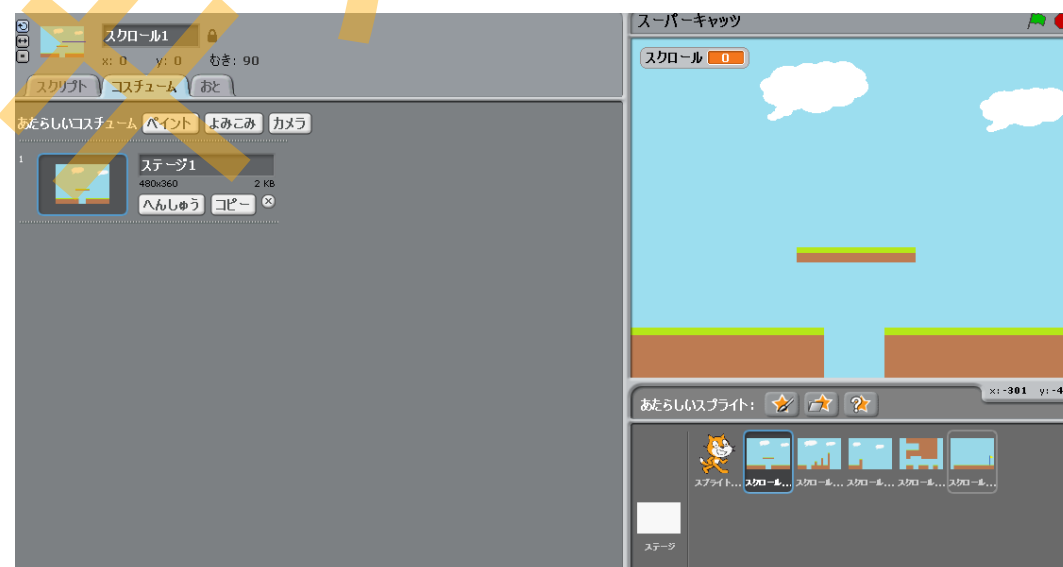 スクロール1
x: 0 y: 0 むき: 90
スクリプト コスチューム おと
あたらしいコスチューム ペイント よみこみ カメラ
1
ステージ1
480x360 2 KB
へんしゅう コピー
スーパーキャッツ
スクロール 0
x:-301 y:-4
あたらしいスプライト:
スプライト... スクロール... スクロール... スクロール... スクロール... スクロール...
ステージ